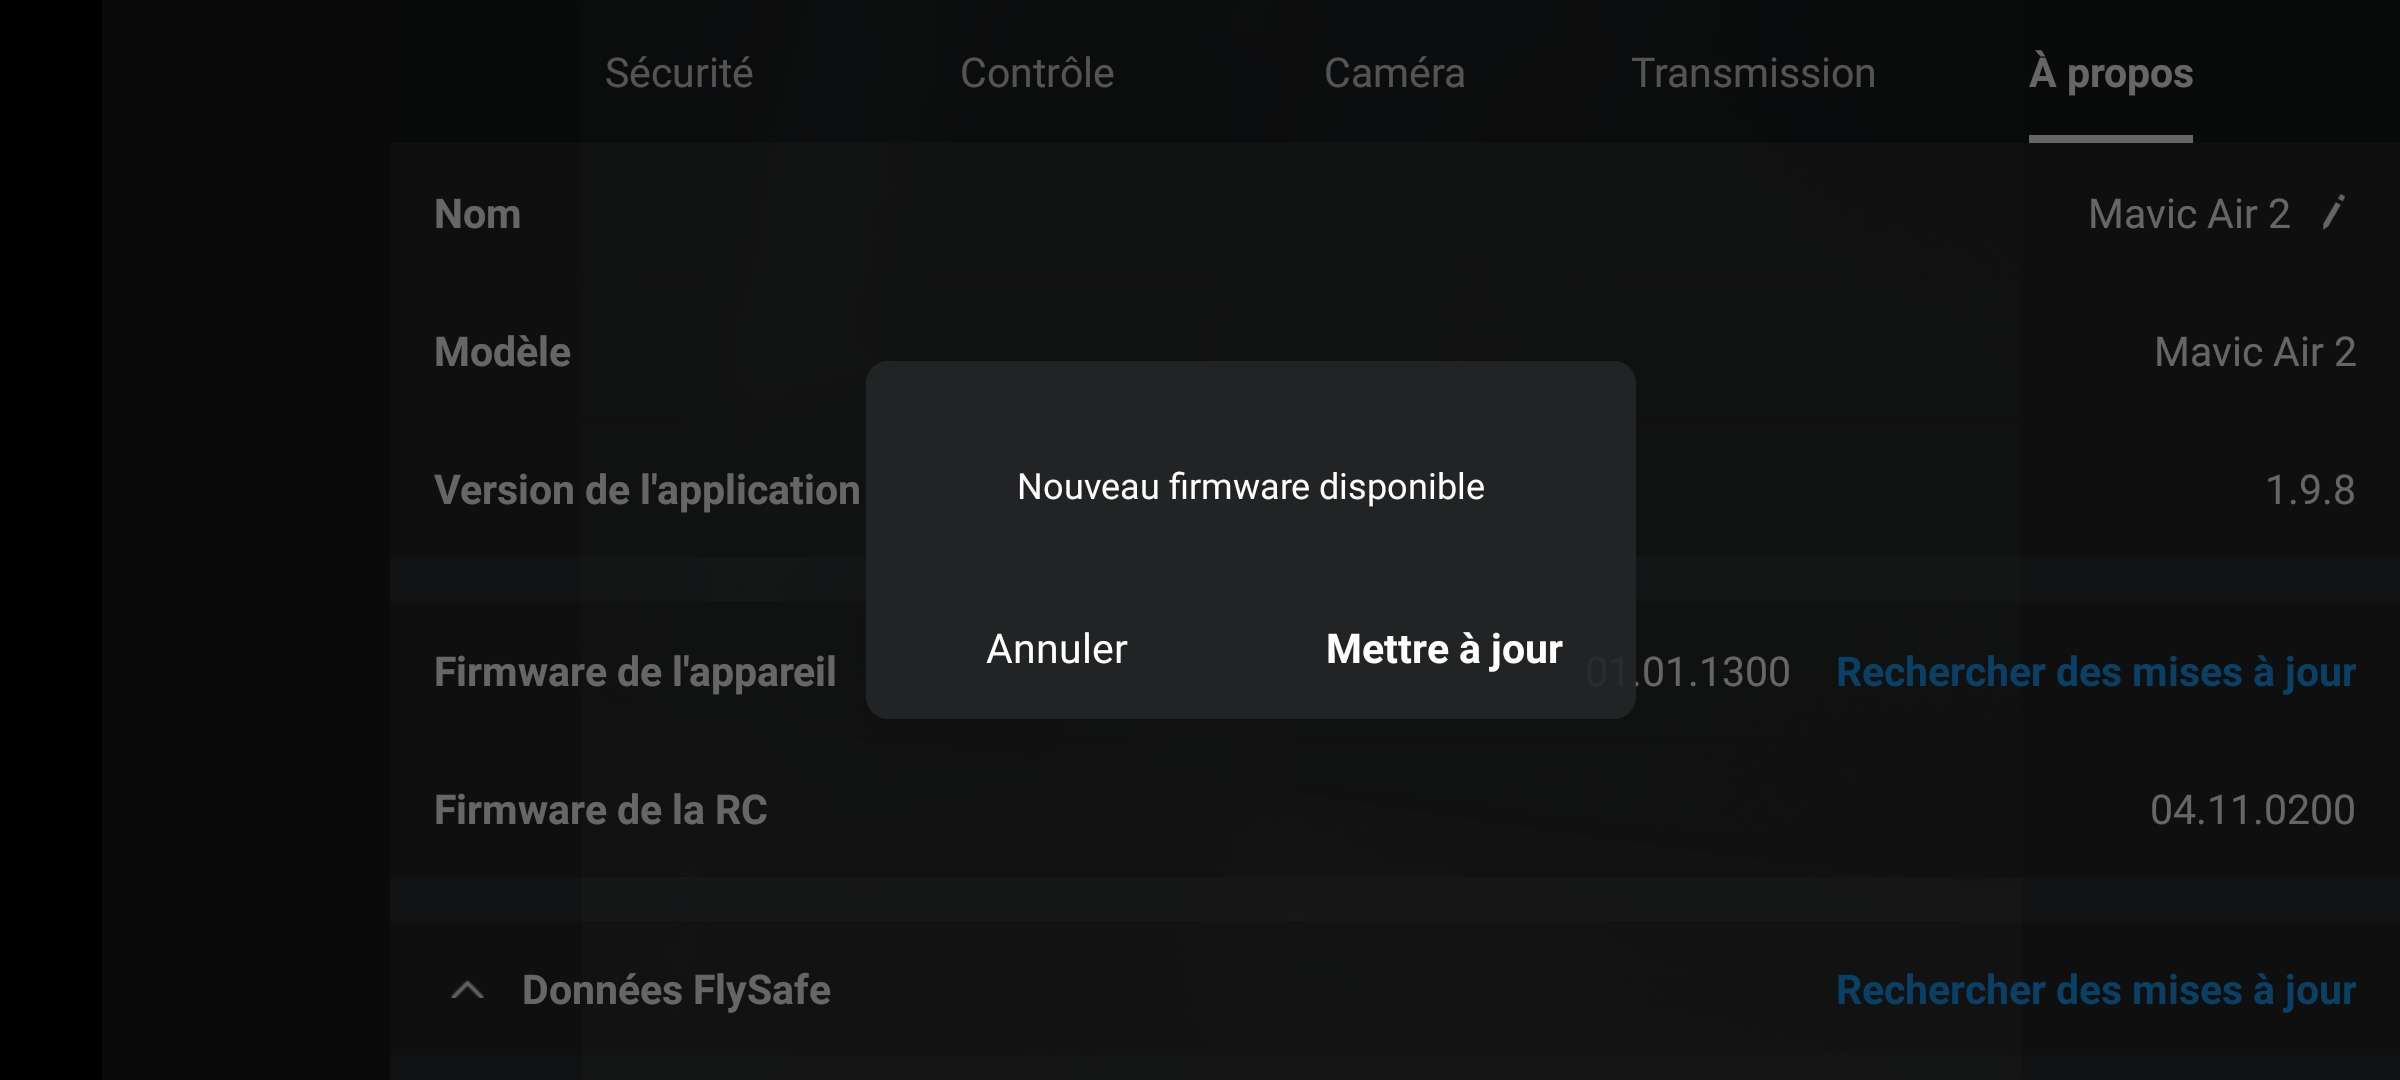 Sécurité Contrôle Caméra Transmission À propos
Nom Mavic Air 2
Modèle Mavic Air 2
Version de l'application 1.9.8
Nouveau firmware disponible
Annuler Mettre à jour
Firmware de l'appareil 01.01.1300 Rechercher des mises à jour
Firmware de la RC 04.11.0200
Données FlySafe Rechercher des mises à jour